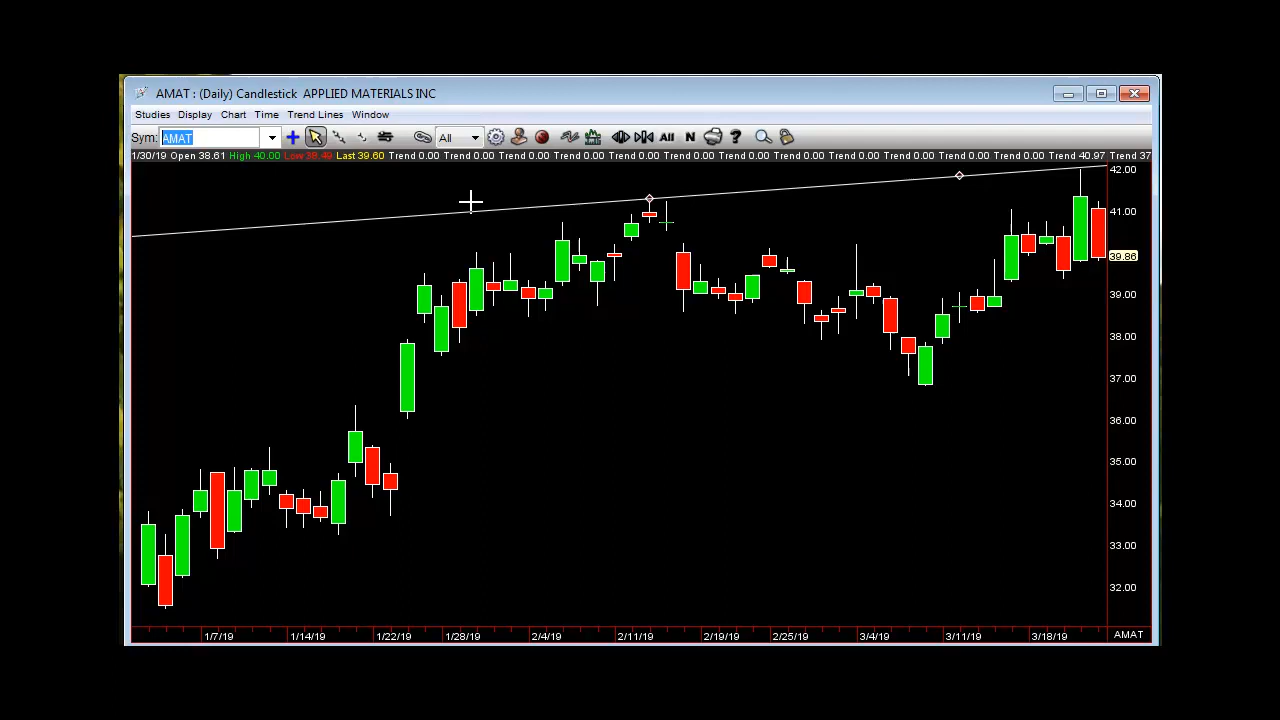 AMAT : (Daily) Candlestick  APPLIED MATERIALS INC
Studies Display Chart Time Trend Lines Window
Sym: AMAT All All N ?
1/30/19 Open 38.61 High 40.00 Low 38.49 Last 39.60 Trend 0.00 Trend 0.00 Trend 0.00 Trend 0.00 Trend 0.00 Trend 0.00 Trend 0.00 Trend 0.00 Trend 0.00 Trend 0.00 Trend 0.00 Trend 0.00 Trend 40.97 Trend 37
42.00
41.00
39.86
39.00
38.00
37.00
36.00
35.00
34.00
33.00
32.00
1/7/19 1/14/19 1/22/19 1/28/19 2/4/19 2/11/19 2/19/19 2/25/19 3/4/19 3/11/19 3/18/19 AMAT